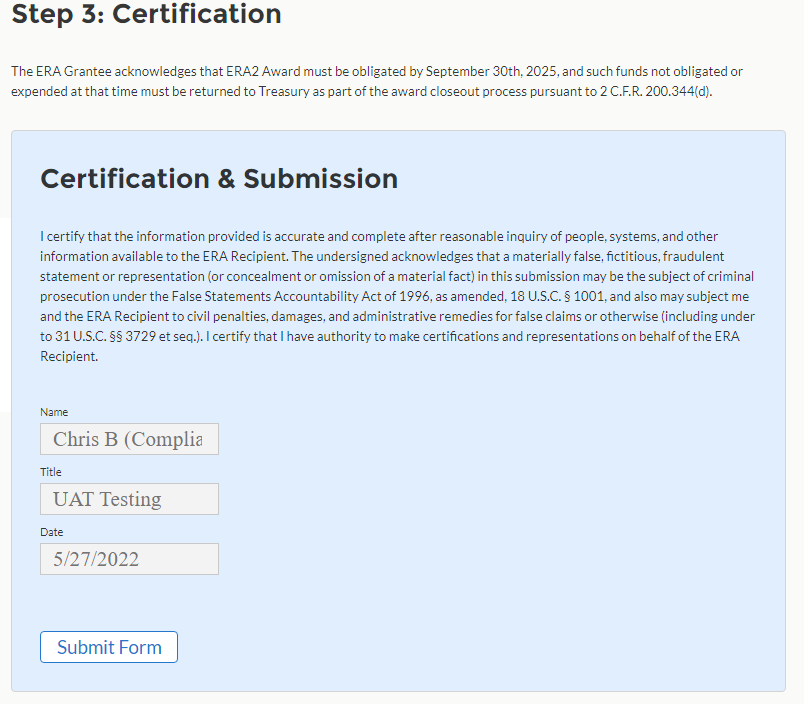 Step 3: Certification
The ERA Grantee acknowledges that ERA2 Award must be obligated by September 30th, 2025, and such funds not obligated or
expended at that time must be returned to Treasury as part of the award closeout process pursuant to 2 C.F.R. 200.344(d).
Certification & Submission
I certify that the information provided is accurate and complete after reasonable inquiry of people, systems, and other
information available to the ERA Recipient. The undersigned acknowledges that a materially false, fictitious, fraudulent
statement or representation (or concealment or omission of a material fact) in this submission may be the subject of criminal
prosecution under the False Statements Accountability Act of 1996, as amended, 18 U.S.C. § 1001, and also may subject me
and the ERA Recipient to civil penalties, damages, and administrative remedies for false claims or otherwise (including under
to 31 U.S.C. §§ 3729 et seq.). I certify that I have authority to make certifications and representations on behalf of the ERA
Recipient.
Name
Chris B (Complia
Title
UAT Testing
Date
5/27/2022
Submit Form